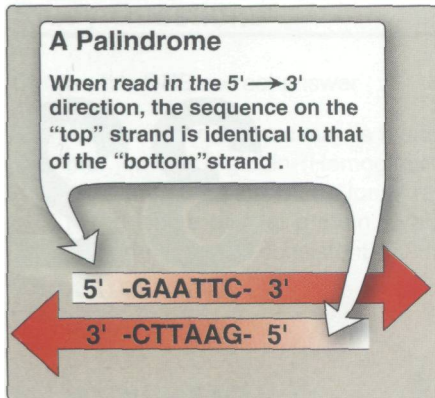 A Palindrome
When read in the 5'⟶3'
direction, the sequence on the
“top” strand is identical to that
of the “bottom”strand .
5' -GAATTC- 3'
3' -CTTAAG- 5'